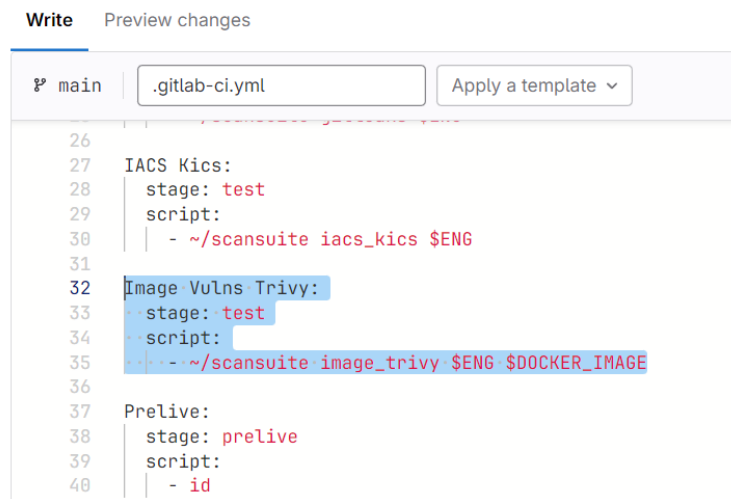 Write Preview changes
main .gitlab-ci.yml Apply a template
26
27 IACS Kics:
28 stage: test
29 script:
30 - ~/scansuite iacs_kics $ENG
31
32 Image Vulns Trivy:
33 stage: test
34 script:
35 - ~/scansuite image_trivy $ENG $DOCKER_IMAGE
36
37 Prelive:
38 stage: prelive
39 script:
40 - id